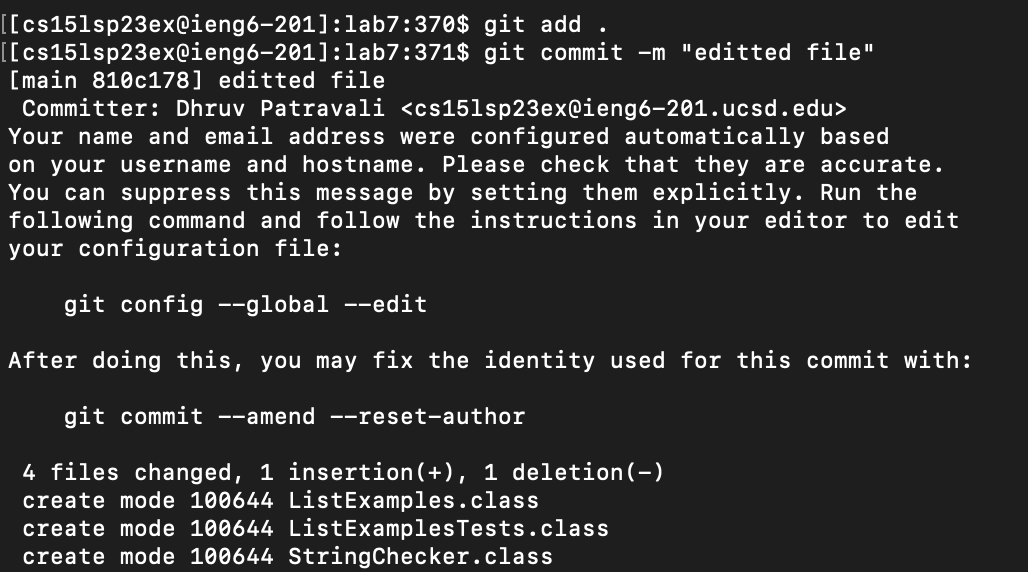 [[cs15lsp23ex@ieng6-201]:lab7:370$ git add .
[[cs15lsp23ex@ieng6-201]:lab7:371$ git commit -m "editted file"
[main 810c178] editted file
 Committer: Dhruv Patravali <cs15lsp23ex@ieng6-201.ucsd.edu>
Your name and email address were configured automatically based
on your username and hostname. Please check that they are accurate.
You can suppress this message by setting them explicitly. Run the
following command and follow the instructions in your editor to edit
your configuration file:

    git config --global --edit

After doing this, you may fix the identity used for this commit with:

    git commit --amend --reset-author

 4 files changed, 1 insertion(+), 1 deletion(-)
 create mode 100644 ListExamples.class
 create mode 100644 ListExamplesTests.class
 create mode 100644 StringChecker.class